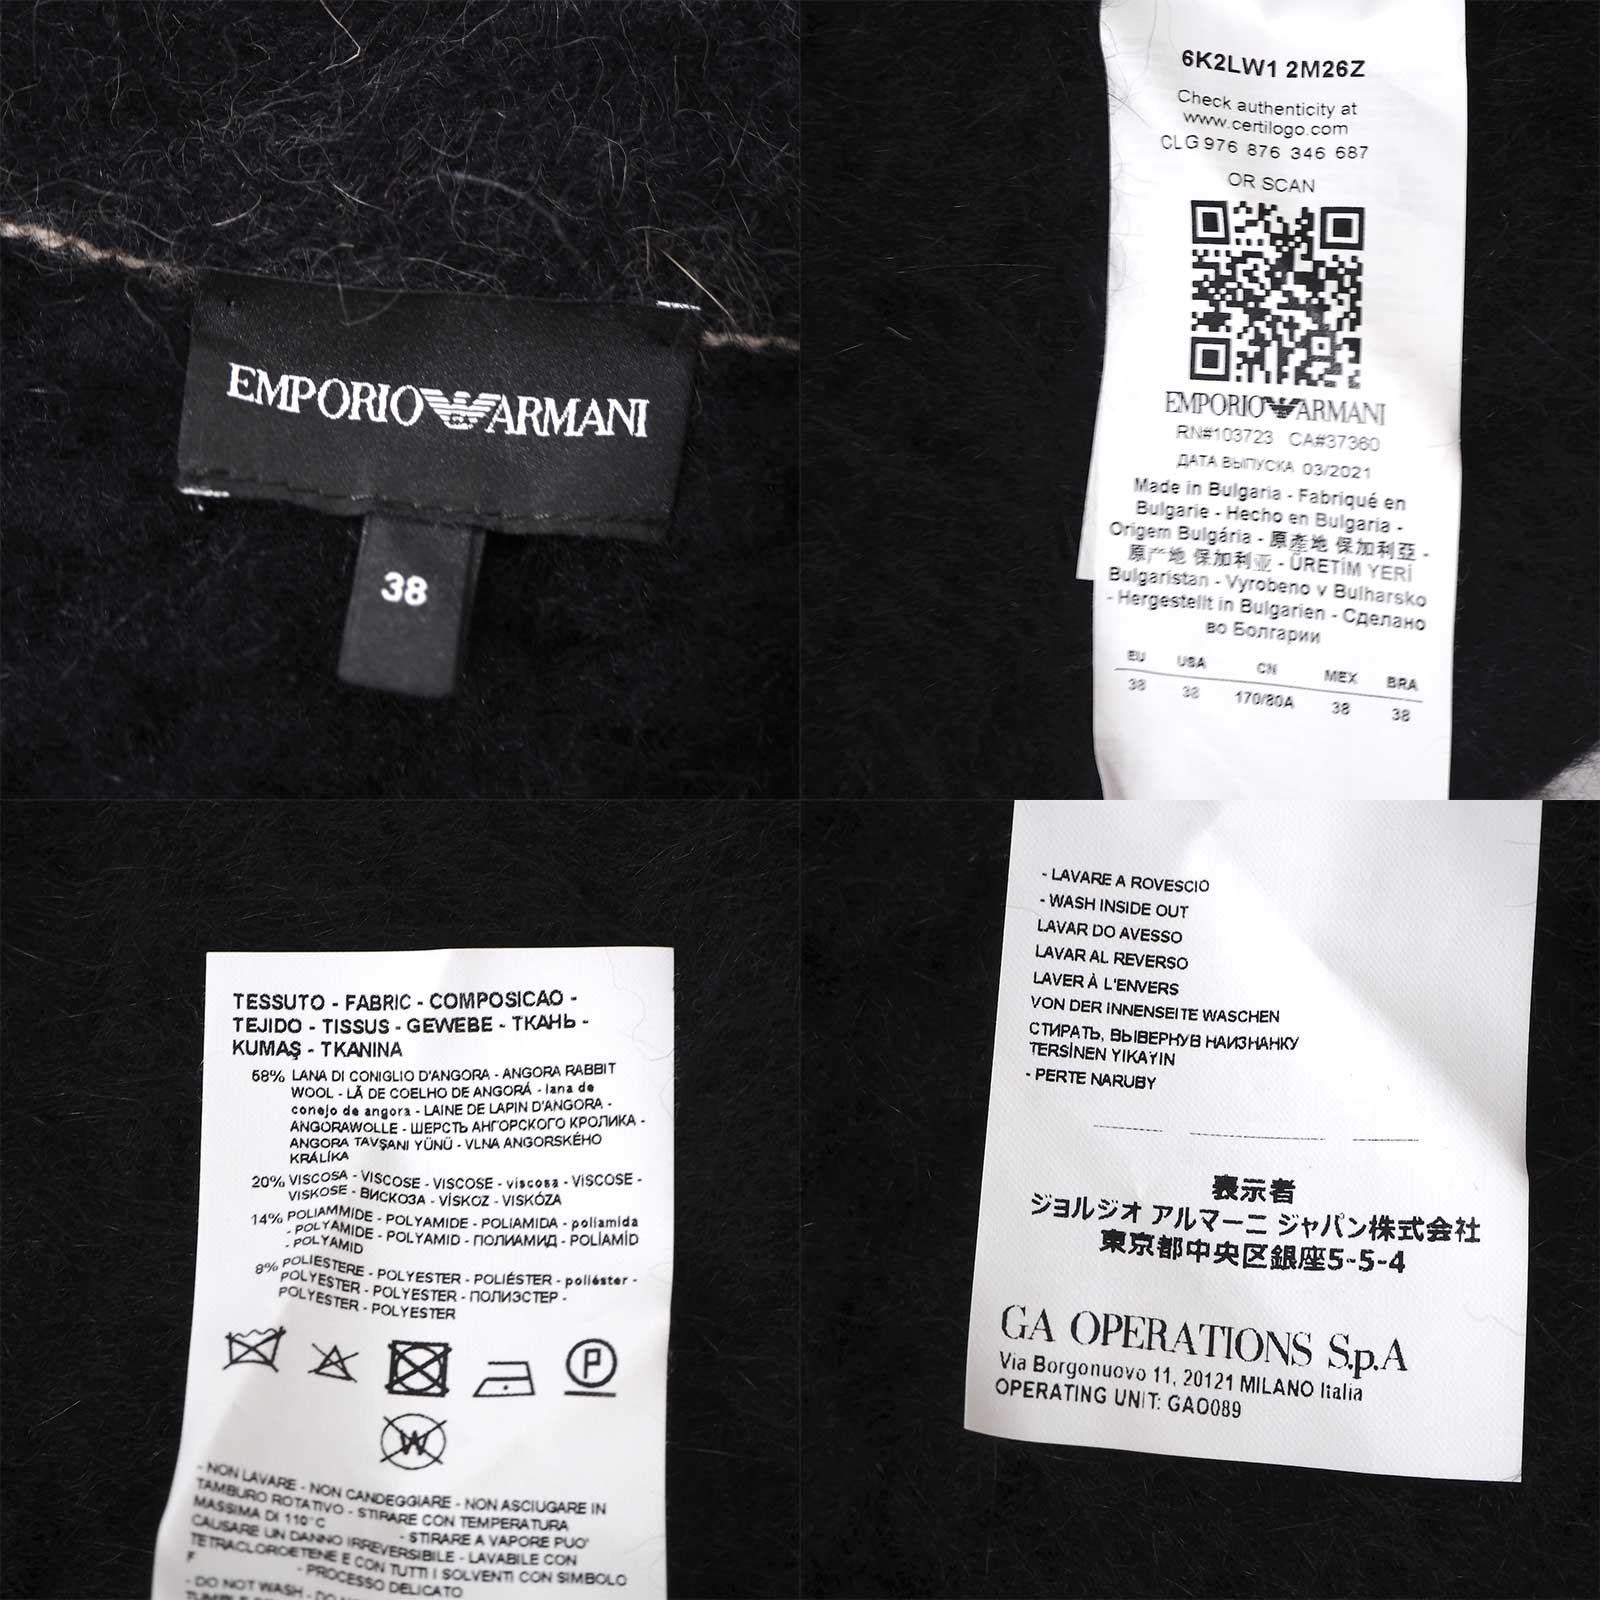 EMPORIO ARMANI
38
6K2LW1 2M26Z
Check authenticity at
www.certilogo.com
CLG 976 876 346 687
OR SCAN
EMPORIO ARMANI
RN#103723 CA#37360
ДАТА ВЫПУСКА 03/2021
Made in Bulgaria - Fabriqué en
Bulgarie - Hecho en Bulgaria -
Origem Bulgária - 原產地 保加利亞 -
原产地 保加利亚 - ÜRETİM YERİ
Bulgaristan - Vyrobeno v Bulharsko
- Hergestellt in Bulgarien - Сделано
во Болгарии
EU USA CN MEX BRA
38 38 170/80A 38 38
TESSUTO - FABRIC - COMPOSICAO -
TEJIDO - TISSUS - GEWEBE - ТКАНЬ -
KUMAŞ - TKANINA
58% LANA DI CONIGLIO D'ANGORA - ANGORA RABBIT
WOOL - LÃ DE COELHO DE ANGORÁ - lana de
conejo de angora - LAINE DE LAPIN D'ANGORA -
ANGORAWOLLE - ШЕРСТЬ АНГОРСКОГО КРОЛИКА -
ANGORA TAVŞANI YÜNÜ - VLNA ANGORSKÉHO
KRÁLÍKA
20% VISCOSA - VISCOSE - VISCOSE - viscosa - VISCOSE -
VISKOSE - ВИСКОЗА - VİSKOZ - VISKÓZA
14% POLIAMMIDE - POLYAMIDE - POLIAMIDA - poliamida
- POLYAMIDE - POLYAMID - ПОЛИАМИД - POLİAMİD
- POLYAMID
8% POLIESTERE - POLYESTER - POLIÉSTER - poliéster -
POLYESTER - POLYESTER - ПОЛИЭСТЕР -
POLYESTER - POLYESTER
P
W
- NON LAVARE - NON CANDEGGIARE - NON ASCIUGARE IN
TAMBURO ROTATIVO - STIRARE CON TEMPERATURA
MASSIMA DI 110°C - STIRARE A VAPORE PUO'
CAUSARE UN DANNO IRREVERSIBILE - LAVABILE CON
TETRACLOROETENE E CON TUTTI I SOLVENTI CON SIMBOLO
F - PROCESSO DELICATO
- DO NOT WASH -
- LAVARE A ROVESCIO
- WASH INSIDE OUT
LAVAR DO AVESSO
LAVAR AL REVERSO
LAVER À L'ENVERS
VON DER INNENSEITE WASCHEN
СТИРАТЬ, ВЫВЕРНУВ НАИЗНАНКУ
TERSİNEN YIKAYIN
- PERTE NARUBY
表示者
ジョルジオ アルマーニ ジャパン株式会社
東京都中央区銀座5-5-4
GA OPERATIONS S.p.A
Via Borgonuovo 11, 20121 MILANO Italia
OPERATING UNIT: GAO089